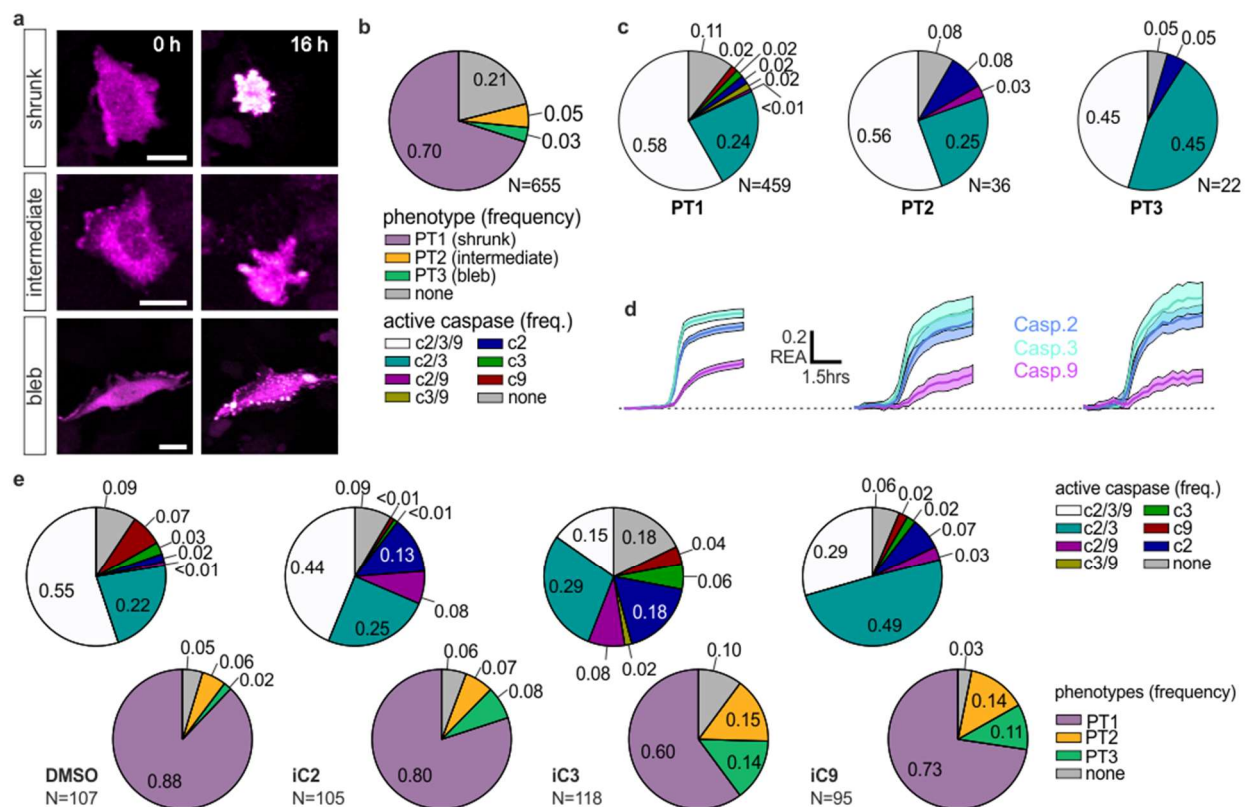 a
0 h
16 h
shrunk
intermediate
bleb
b
0.21
0.05
0.03
0.70
N=655
phenotype (frequency)
PT1 (shrunk)
PT2 (intermediate)
PT3 (bleb)
none
active caspase (freq.)
c2/3/9
c2
c2/3
c3
c2/9
c9
c3/9
none
c
0.11
0.02
0.02
0.02
0.02
<0.01
0.24
0.58
N=459
PT1
0.08
0.08
0.03
0.25
0.56
N=36
PT2
0.05
0.05
0.45
0.45
N=22
PT3
d
0.2
REA
1.5hrs
Casp.2
Casp.3
Casp.9
e
0.09
0.07
0.03
0.02
<0.01
0.22
0.55
0.09
<0.01
<0.01
0.13
0.08
0.25
0.44
0.18
0.04
0.06
0.18
0.02
0.08
0.29
0.15
0.06
0.02
0.02
0.07
0.03
0.49
0.29
active caspase (freq.)
c2/3/9
c3
c2/3
c9
c2/9
c2
c3/9
none
0.05
0.06
0.02
0.88
DMSO
N=107
0.06
0.07
0.08
0.80
iC2
N=105
0.10
0.15
0.14
0.60
iC3
N=118
0.03
0.14
0.11
0.73
iC9
N=95
phenotypes (frequency)
PT1
PT2
PT3
none